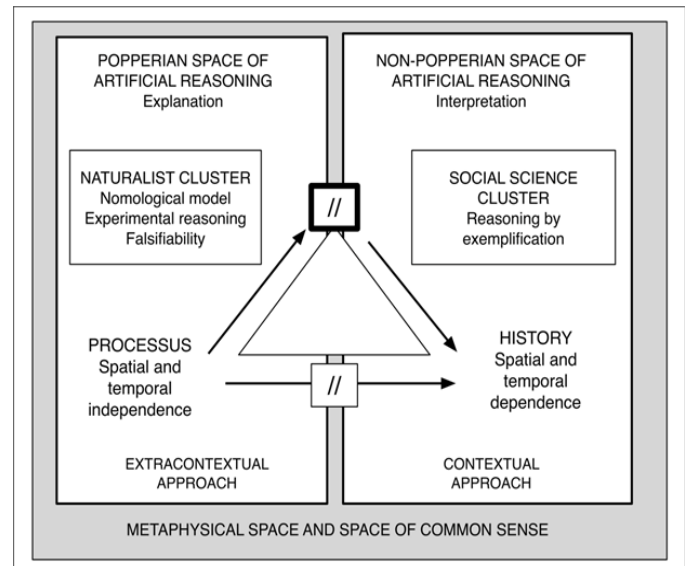 POPPERIAN SPACE OF
ARTIFICIAL REASONING
Explanation
NATURALIST CLUSTER
Nomological model
Experimental reasoning
Falsifiability
PROCESSUS
Spatial and
temporal
independence
EXTRACONTEXTUAL
APPROACH
//
//
NON-POPPERIAN SPACE OF
ARTIFICIAL REASONING
Interpretation
SOCIAL SCIENCE
CLUSTER
Reasoning by
exemplification
HISTORY
Spatial and
temporal
dependence
CONTEXTUAL
APPROACH
METAPHYSICAL SPACE AND SPACE OF COMMON SENSE